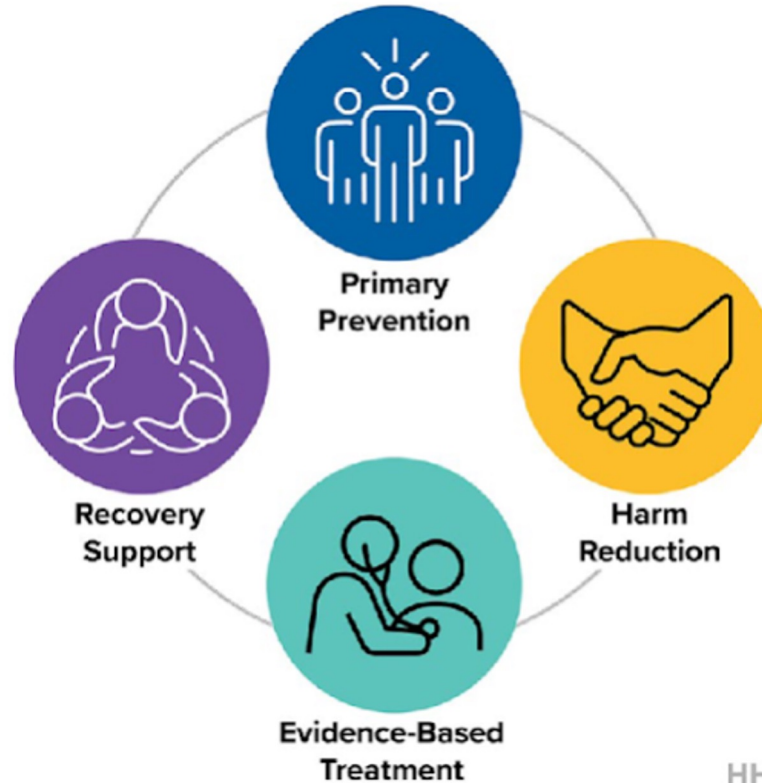 Primary
Prevention
Recovery
Support
Harm
Reduction
Evidence-Based
Treatment